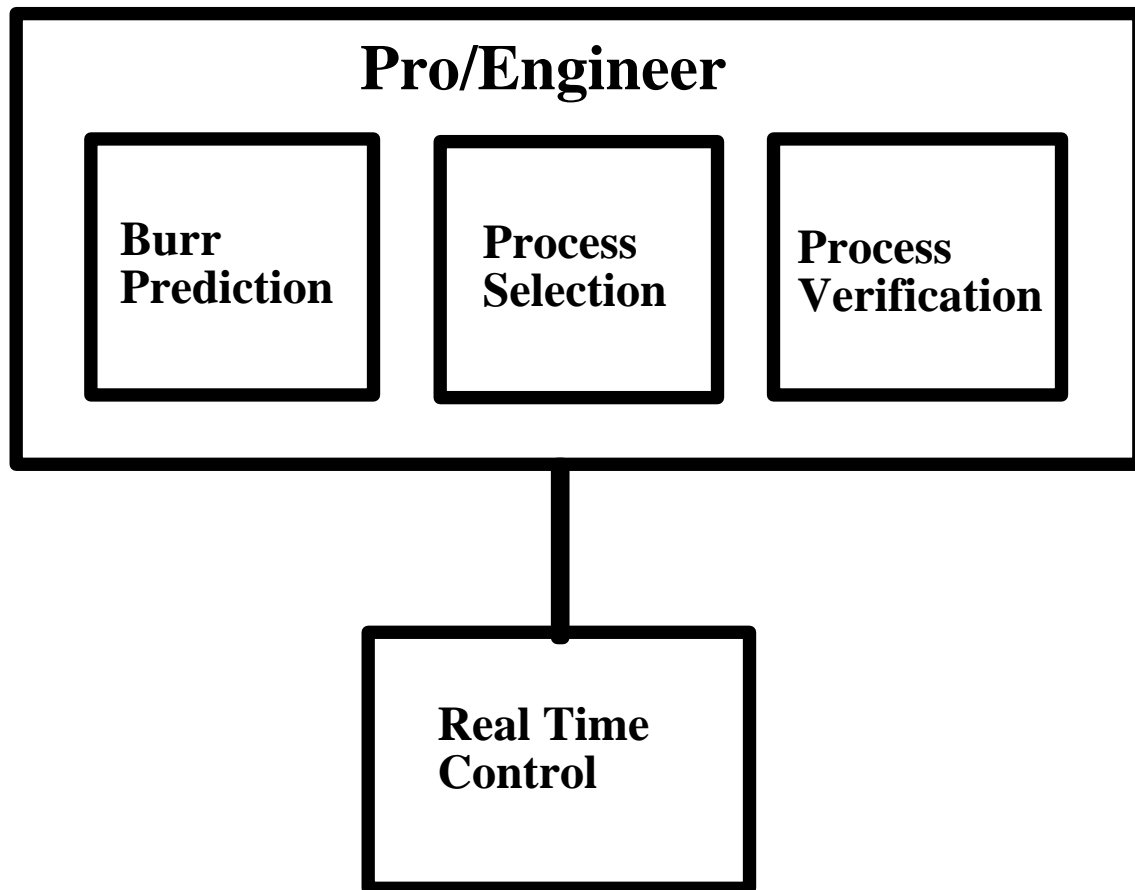 Pro/Engineer
Burr
Prediction
Process
Selection
Process
Verification
Real Time
Control